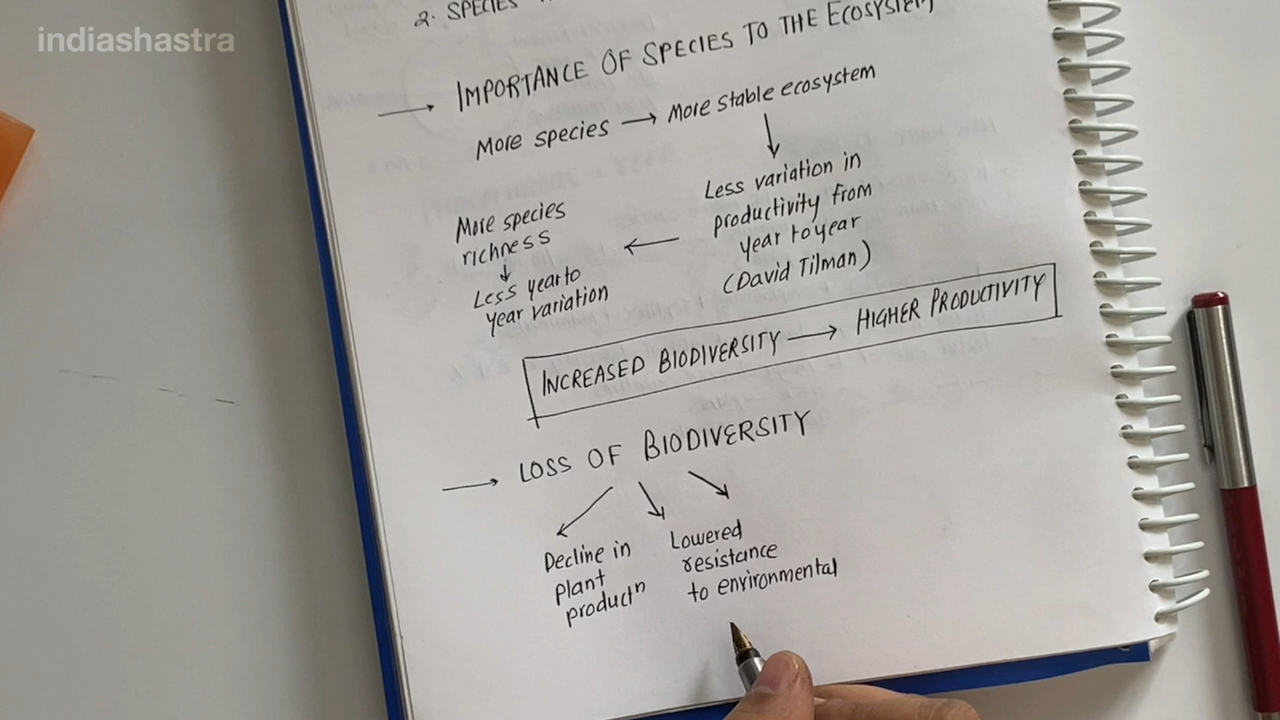 indiashastra
2. SPECIES
IMPORTANCE OF SPECIES TO THE ECOSYSTEM
More species → More stable ecosystem
↓
Less variation in
productivity from
year to year
(David Tilman)
←
More species
richness
↓
Less year to
year variation
INCREASED BIODIVERSITY → HIGHER PRODUCTIVITY
→ LOSS OF BIODIVERSITY
Decline in
plant
productⁿ
Lowered
resistance
to environmental